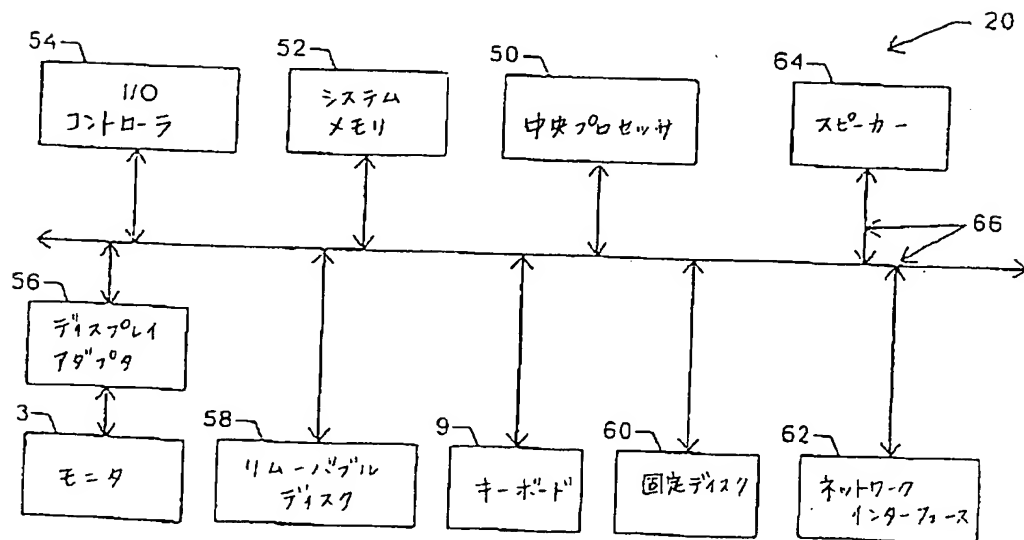 20
54
I/O
コントローラ
52
システム
メモリ
50
中央プロセッサ
64
スピーカー
66
56
ディスプレイ
アダプタ
3
モニタ
58
リムーバブル
ディスク
9
キーボード
60
固定ディスク
62
ネットワーク
インターフェース